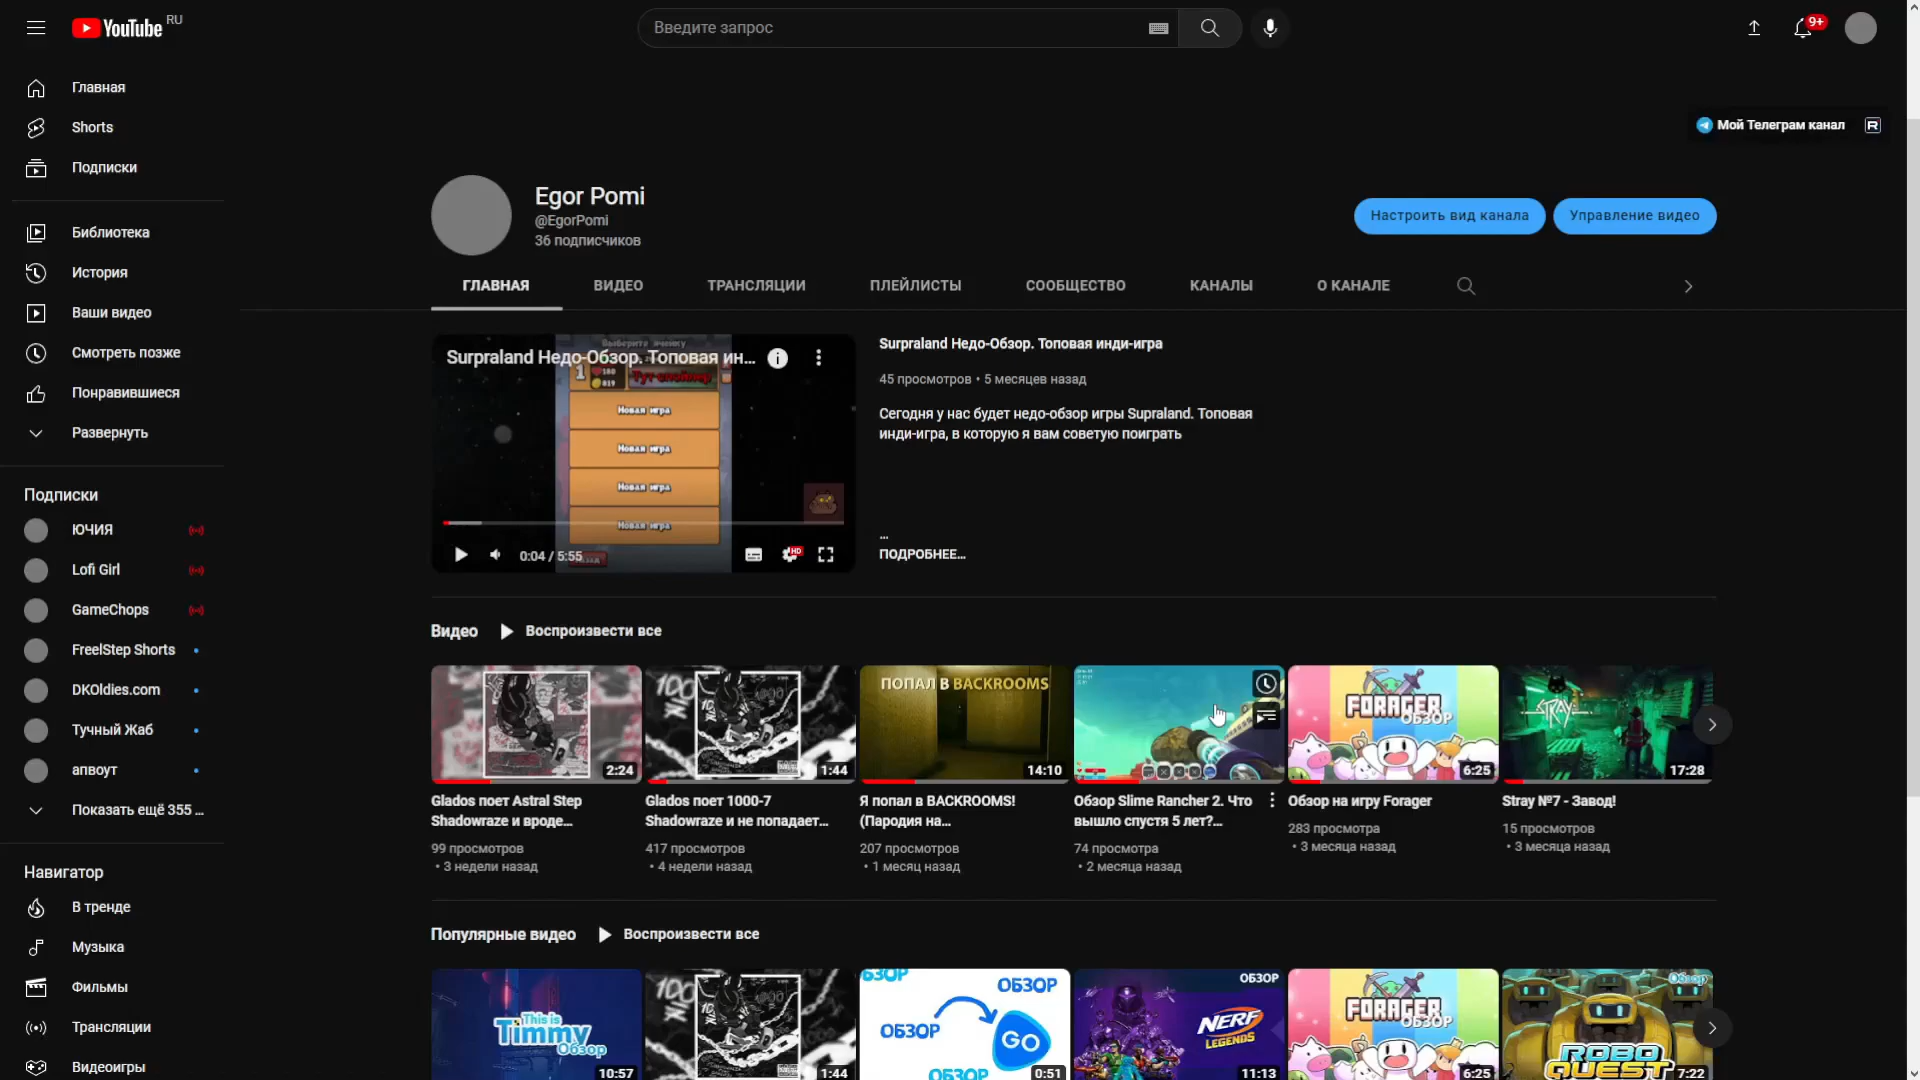 YouTube RU
Введите запрос
9+
Главная
Shorts
Подписки
Библиотека
История
Ваши видео
Смотреть позже
Понравившиеся
Развернуть
Подписки
ЮЧИЯ
Lofi Girl
GameChops
FreelStep Shorts
DKOldies.com
Тучный Жаб
апвоут
Показать ещё 355 ...
Навигатор
В тренде
Музыка
Фильмы
Трансляции
Видеоигры
Мой Телеграм канал
Egor Pomi
@EgorPomi
36 подписчиков
Настроить вид канала
Управление видео
ГЛАВНАЯ
ВИДЕО
ТРАНСЛЯЦИИ
ПЛЕЙЛИСТЫ
СООБЩЕСТВО
КАНАЛЫ
О КАНАЛЕ
Surpraland Недо-Обзор. Топовая ин...
Выберите ячейку
1 180
819
Тут-спойлер
Новая игра
Новая игра
Новая игра
Новая игра
0:04 / 5:55
HD
Surpraland Недо-Обзор. Топовая инди-игра
45 просмотров • 5 месяцев назад
Сегодня у нас будет недо-обзор игры Supraland. Топовая
инди-игра, в которую я вам советую поиграть
...
ПОДРОБНЕЕ...
Видео
Воспроизвести все
2:24
Glados поет Astral Step
Shadowraze и вроде...
99 просмотров
• 3 недели назад
1:44
Glados поет 1000-7
Shadowraze и не попадает...
417 просмотров
• 4 недели назад
ПОПАЛ В BACKROOMS
14:10
Я попал в BACKROOMS!
(Пародия на...
207 просмотров
• 1 месяц назад
Обзор Slime Rancher 2. Что
вышло спустя 5 лет?...
74 просмотра
• 2 месяца назад
FORAGER
ОБЗОР
6:25
Обзор на игру Forager
283 просмотра
• 3 месяца назад
STRAY
17:28
Stray №7 - Завод!
15 просмотров
• 3 месяца назад
Популярные видео
Воспроизвести все
This is
Timmy
Обзор
10:57
1:44
ОБЗОР
ОБЗОР
GO
ОБЗОР
0:51
ОБЗОР
NERF
LEGENDS
11:13
FORAGER
ОБЗОР
6:25
Обзор
ROBO
QUEST
7:22